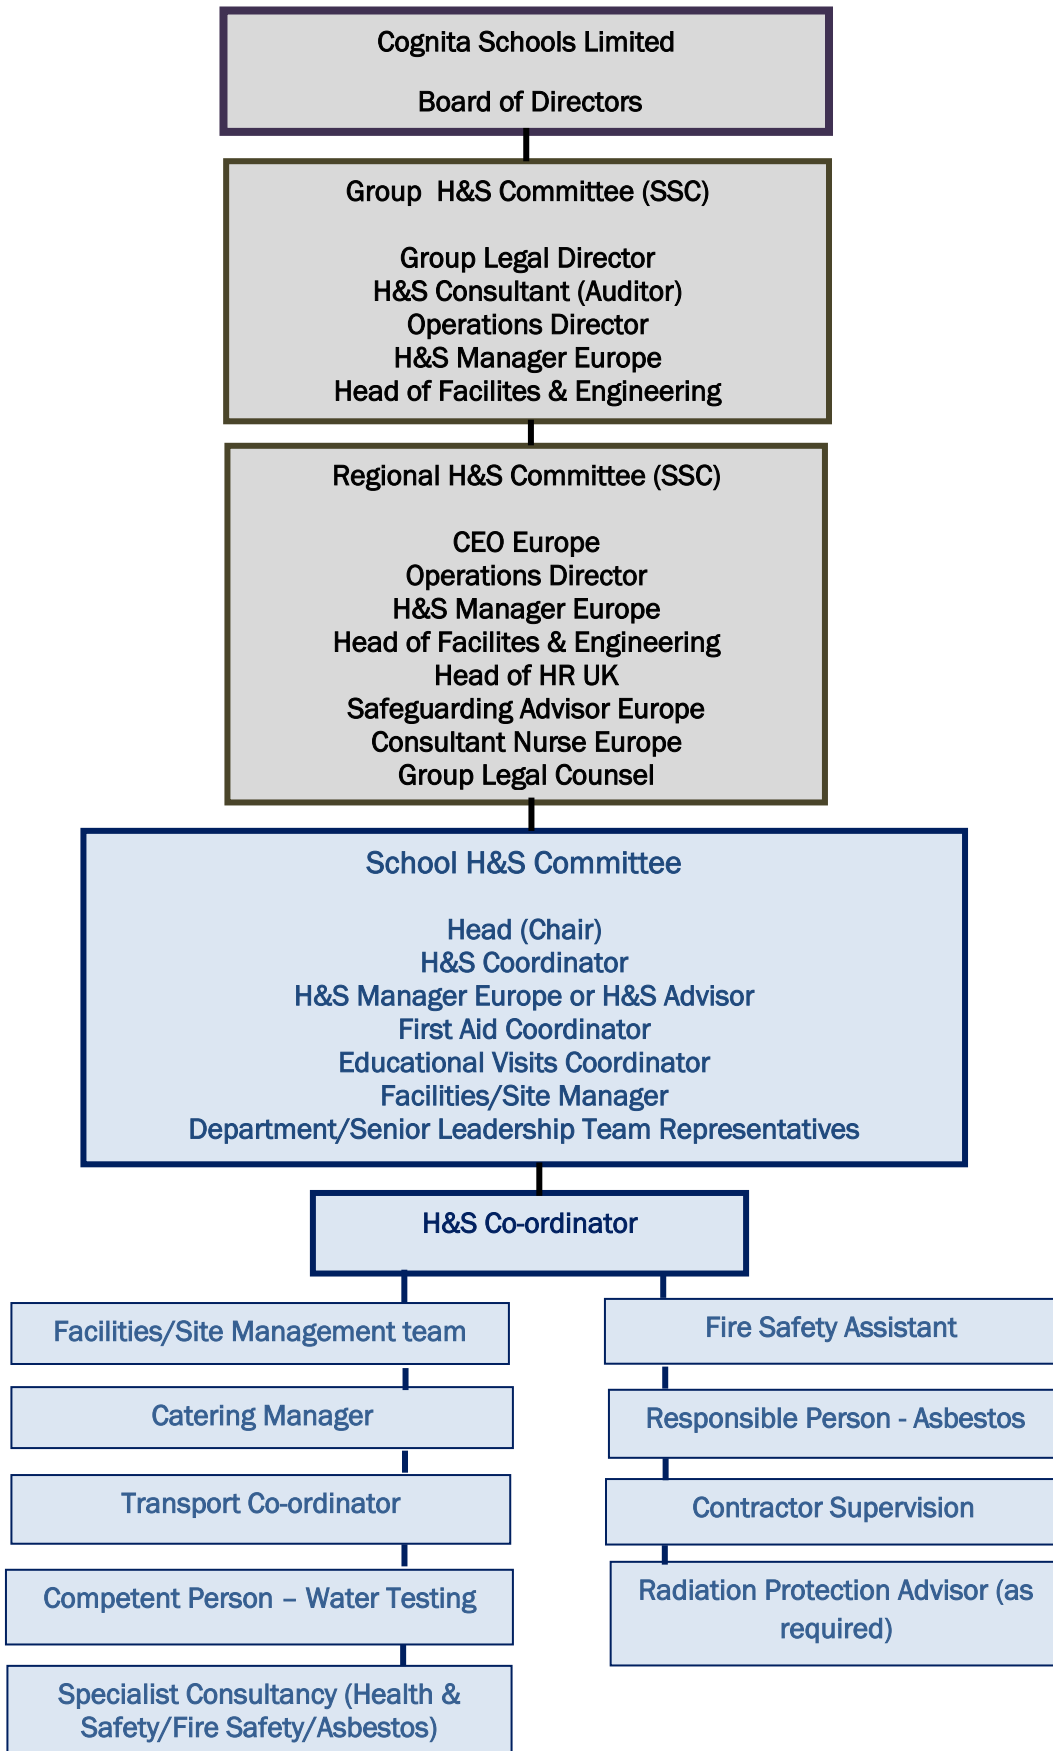 Cognita Schools Limited
Board of Directors
Group H&S Committee (SSC)
Group Legal Director
H&S Consultant (Auditor)
Operations Director
H&S Manager Europe
Head of Facilites & Engineering
Regional H&S Committee (SSC)
CEO Europe
Operations Director
H&S Manager Europe
Head of Facilites & Engineering
Head of HR UK
Safeguarding Advisor Europe
Consultant Nurse Europe
Group Legal Counsel
School H&S Committee
Head (Chair)
H&S Coordinator
H&S Manager Europe or H&S Advisor
First Aid Coordinator
Educational Visits Coordinator
Facilities/Site Manager
Department/Senior Leadership Team Representatives
H&S Co-ordinator
Facilities/Site Management team
Catering Manager
Transport Co-ordinator
Competent Person – Water Testing
Specialist Consultancy (Health &
Safety/Fire Safety/Asbestos)
Fire Safety Assistant
Responsible Person - Asbestos
Contractor Supervision
Radiation Protection Advisor (as
required)